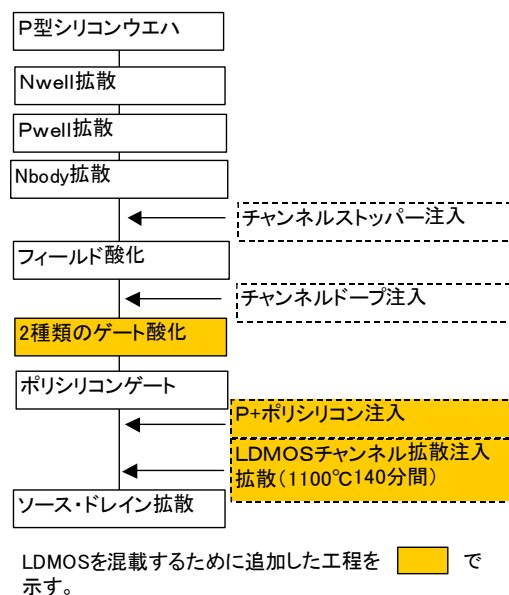 P型シリコンウエハ
Nwell拡散
Pwell拡散
Nbody拡散
チャンネルストッパー注入
フィールド酸化
チャンネルドープ注入
2種類のゲート酸化
ポリシリコンゲート
P+ポリシリコン注入
LDMOSチャンネル拡散注入
拡散(1100℃140分間)
ソース・ドレイン拡散
LDMOSを混載するために追加した工程を で
示す。